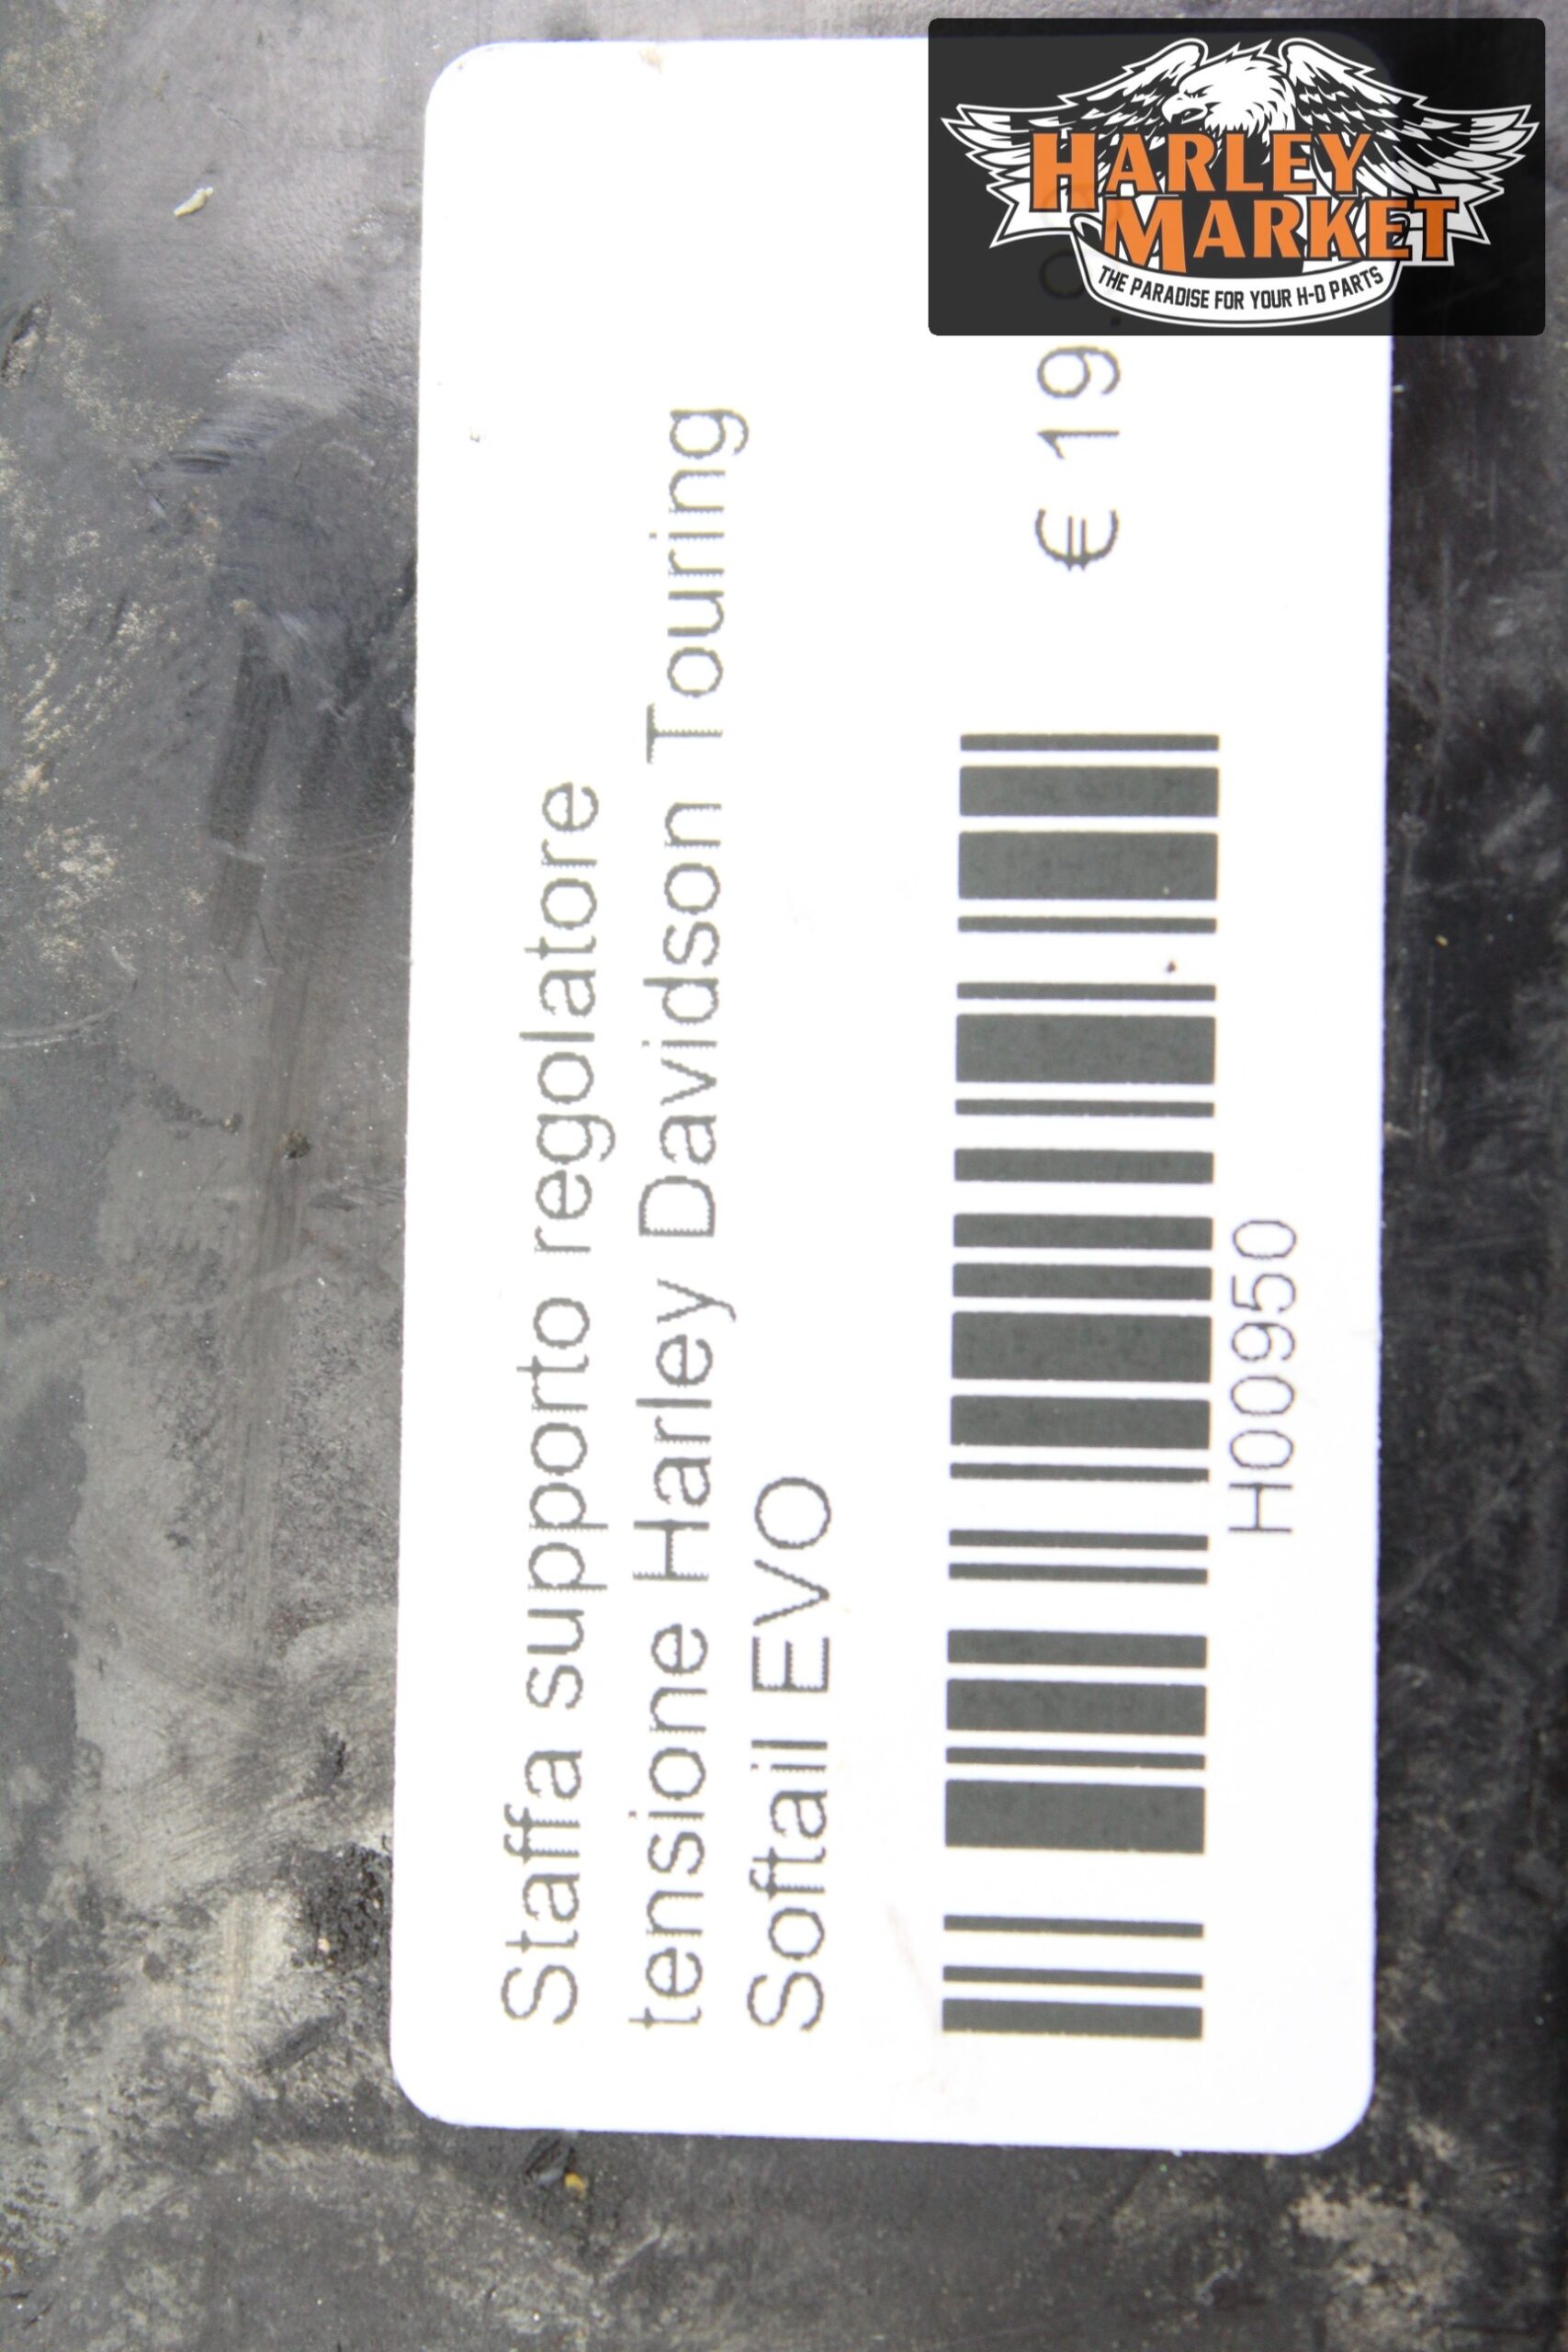 HARLEY
MARKET
THE PARADISE FOR YOUR H-D PARTS
Staffa supporto regolatore
tensione Harley Davidson Touring
Softail EVO
€ 19
H00950